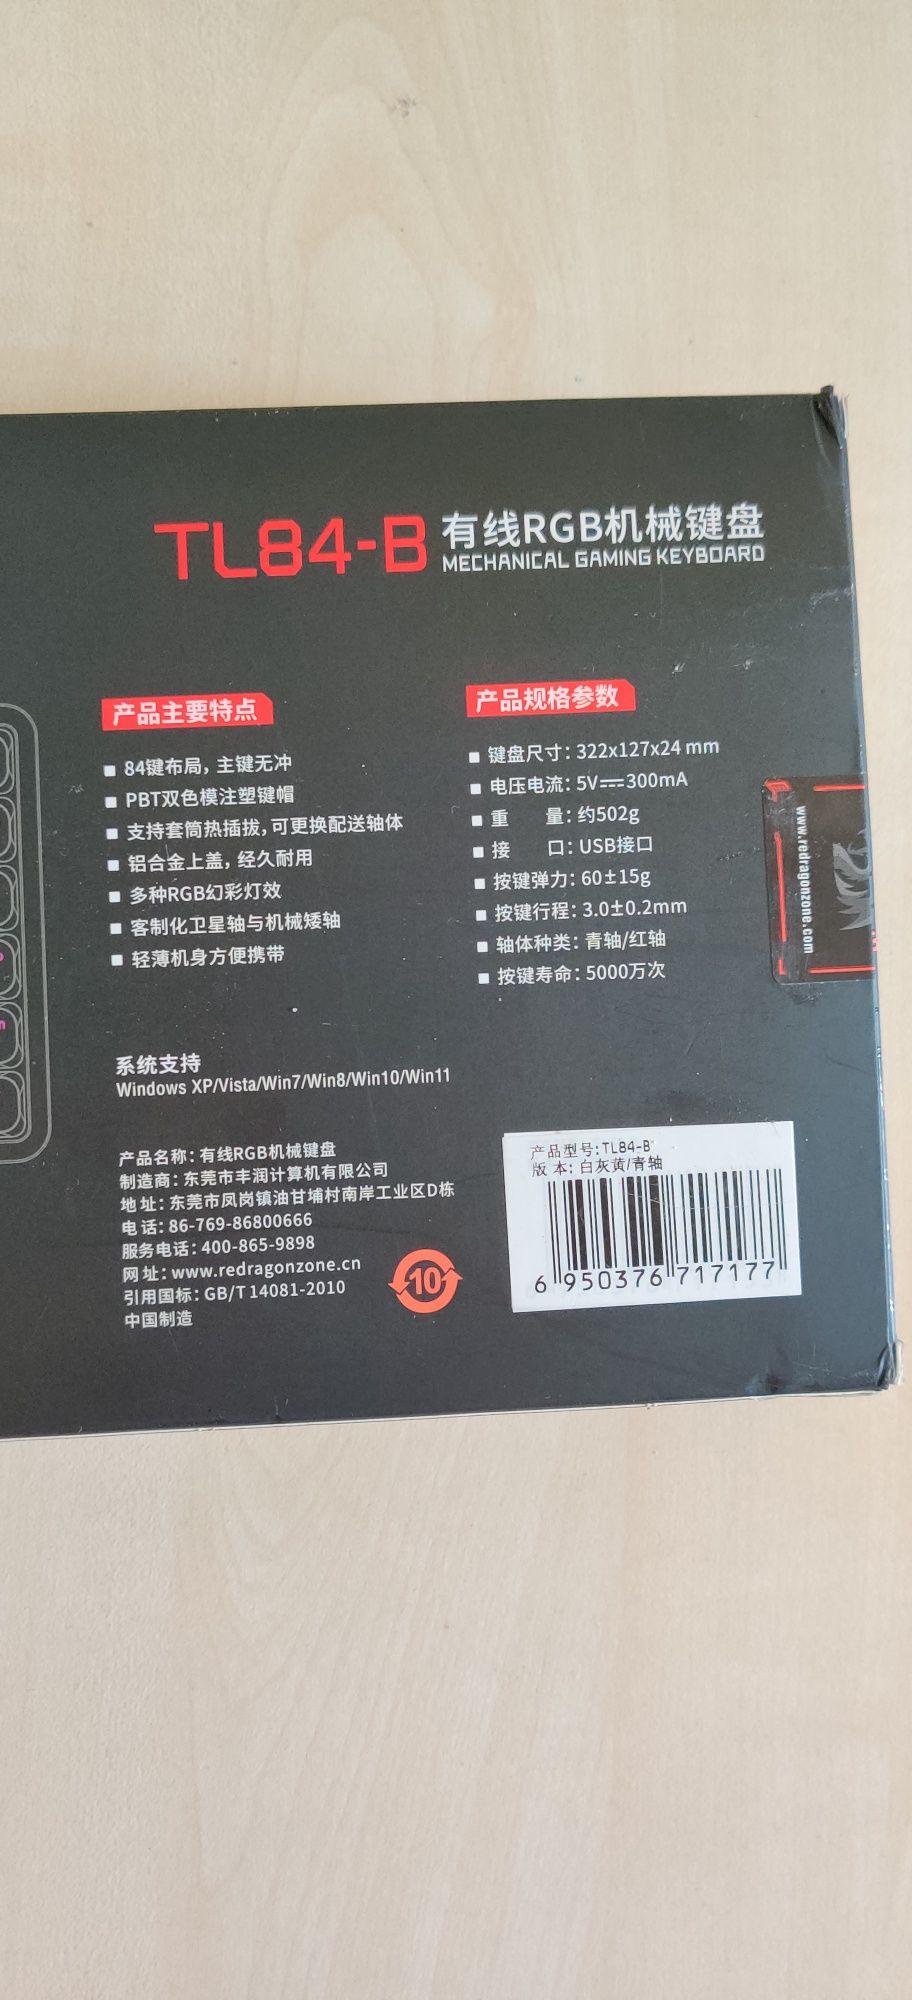 TL84-B 有线RGB机械键盘
MECHANICAL GAMING KEYBOARD
产品主要特点
■ 84键布局，主键无冲
■ PBT双色模注塑键帽
■ 支持套筒热插拔，可更换配送轴体
■ 铝合金上盖，经久耐用
■ 多种RGB幻彩灯效
■ 客制化卫星轴与机械矮轴
■ 轻薄机身方便携带
产品规格参数
■ 键盘尺寸：322x127x24 mm
■ 电压电流：5V⎓300mA
■ 重 量：约502g
■ 接 口：USB接口
■ 按键弹力：60±15g
■ 按键行程：3.0±0.2mm
■ 轴体种类：青轴/红轴
■ 按键寿命：5000万次
www.redragonzone.com
系统支持
Windows XP/Vista/Win7/Win8/Win10/Win11
产品名称：有线RGB机械键盘
制造商：东莞市丰润计算机有限公司
地 址：东莞市凤岗镇油甘埔村南岸工业区D栋
电 话：86-769-86800666
服务电话：400-865-9898
网 址：www.redragonzone.cn
引用国标：GB/T 14081-2010
中国制造
10
产品型号:TL84-B
版 本: 白灰黄/青轴
6 950376 717177